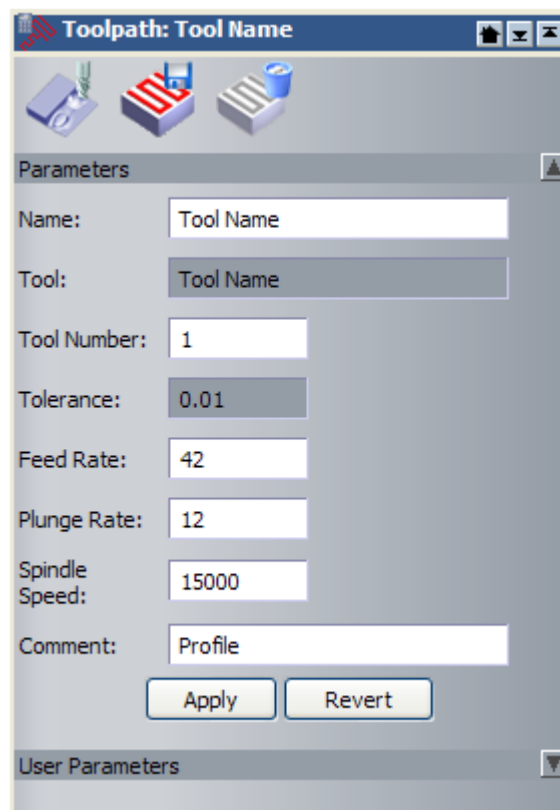 Toolpath: Tool Name
Parameters
Name: Tool Name
Tool: Tool Name
Tool Number: 1
Tolerance: 0.01
Feed Rate: 42
Plunge Rate: 12
Spindle
Speed: 15000
Comment: Profile
Apply Revert
User Parameters